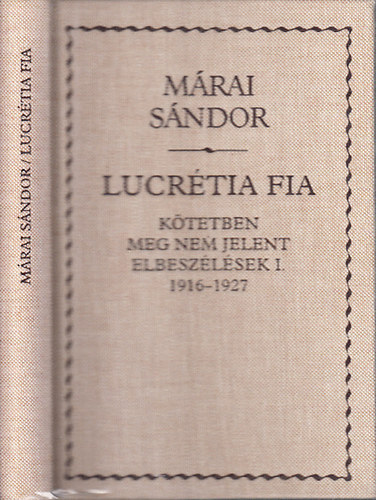 MÁRAI SÁNDOR / LUCRÉTIA FIA
MÁRAI
SÁNDOR
LUCRÉTIA FIA
KÖTETBEN
MEG NEM JELENT
ELBESZÉLÉSEK I.
1916–1927